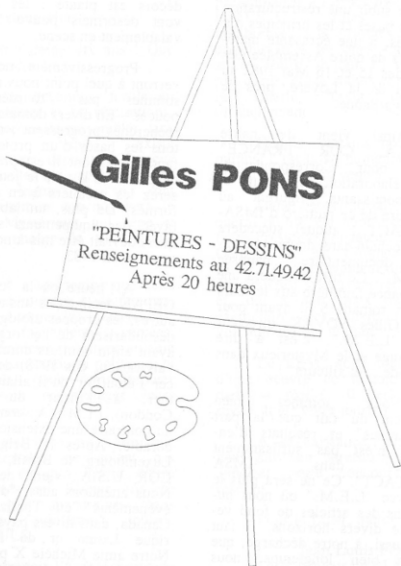 Gilles PONS
"PEINTURES - DESSINS"
Renseignements au 42.71.49.42
Après 20 heures